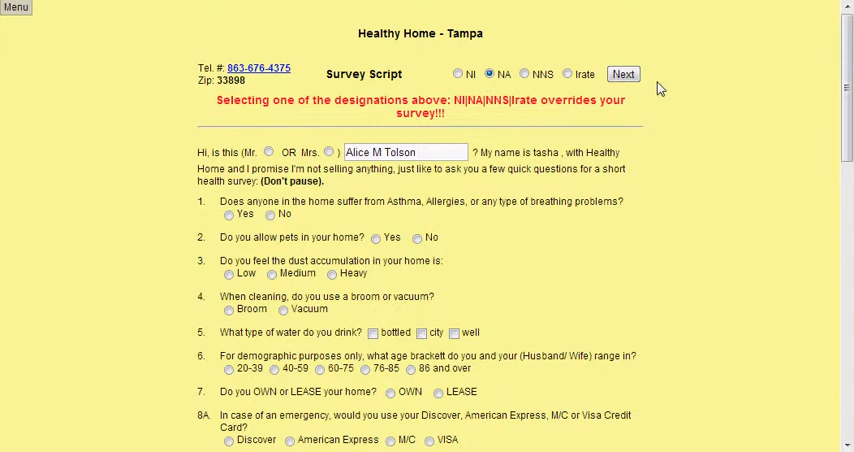 Menu
Healthy Home - Tampa
Tel. #: 863-676-4375
Zip: 33898
Survey Script
NI NA NNS Irate Next
Selecting one of the designations above: NI|NA|NNS|Irate overrides your
survey!!!
Hi, is this (Mr. OR Mrs. ) Alice M Tolson ? My name is tasha , with Healthy
Home and I promise I'm not selling anything, just like to ask you a few quick questions for a short
health survey: (Don't pause).
1. Does anyone in the home suffer from Asthma, Allergies, or any type of breathing problems?
Yes No
2. Do you allow pets in your home? Yes No
3. Do you feel the dust accumulation in your home is:
Low Medium Heavy
4. When cleaning, do you use a broom or vacuum?
Broom Vacuum
5. What type of water do you drink? bottled city well
6. For demographic purposes only, what age brackett do you and your (Husband/ Wife) range in?
20-39 40-59 60-75 76-85 86 and over
7. Do you OWN or LEASE your home? OWN LEASE
8A. In case of an emergency, would you use your Discover, American Express, M/C or Visa Credit
Card?
Discover American Express M/C VISA